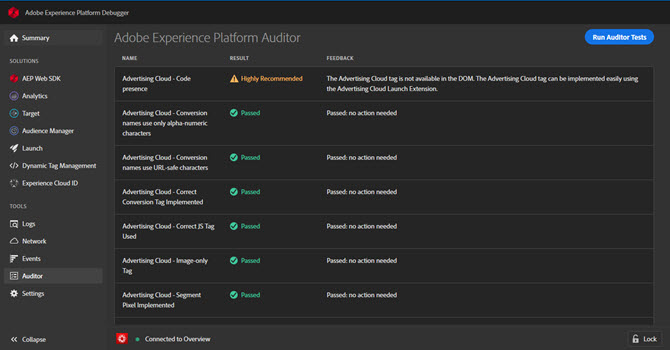 Adobe Experience Platform Debugger
Summary
SOLUTIONS
AEP Web SDK
Analytics
Target
Audience Manager
Launch
Dynamic Tag Management
Experience Cloud ID
TOOLS
Logs
Network
Events
Auditor
Settings
Collapse
Adobe Experience Platform Auditor
Run Auditor Tests
NAME RESULT FEEDBACK
Advertising Cloud - Code Highly Recommended The Advertising Cloud tag is not available in the DOM. The Advertising Cloud tag can be implemented easily using
presence the Advertising Cloud Launch Extension.
Advertising Cloud - Conversion Passed Passed: no action needed
names use only alpha-numeric
characters
Advertising Cloud - Conversion Passed Passed: no action needed
names use URL-safe characters
Advertising Cloud - Correct Passed Passed: no action needed
Conversion Tag Implemented
Advertising Cloud - Correct JS Tag Passed Passed: no action needed
Used
Advertising Cloud - Image-only Passed Passed: no action needed
Tag
Advertising Cloud - Segment Passed Passed: no action needed
Pixel Implemented
Connected to Overview
Lock